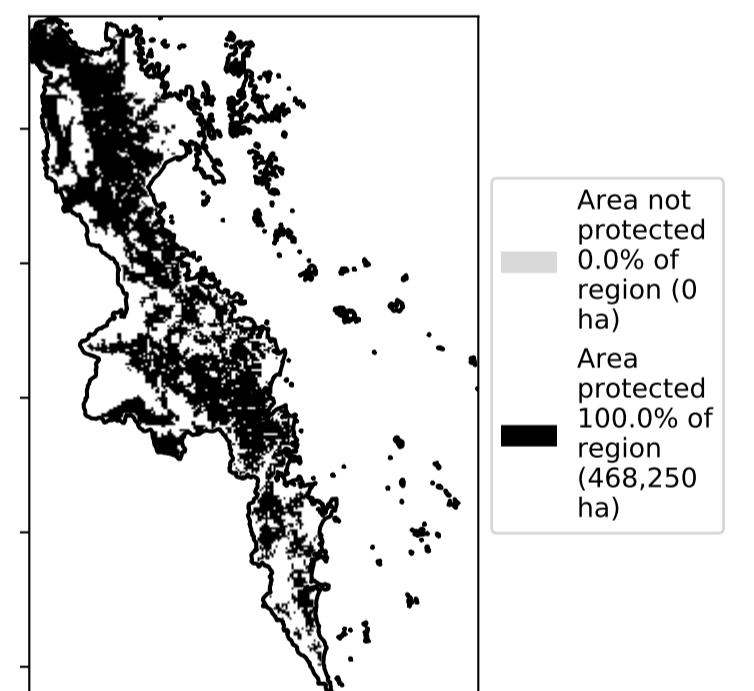 Area not
protected
0.0% of
region (0
ha)
Area
protected
100.0% of
region
(468,250
ha)